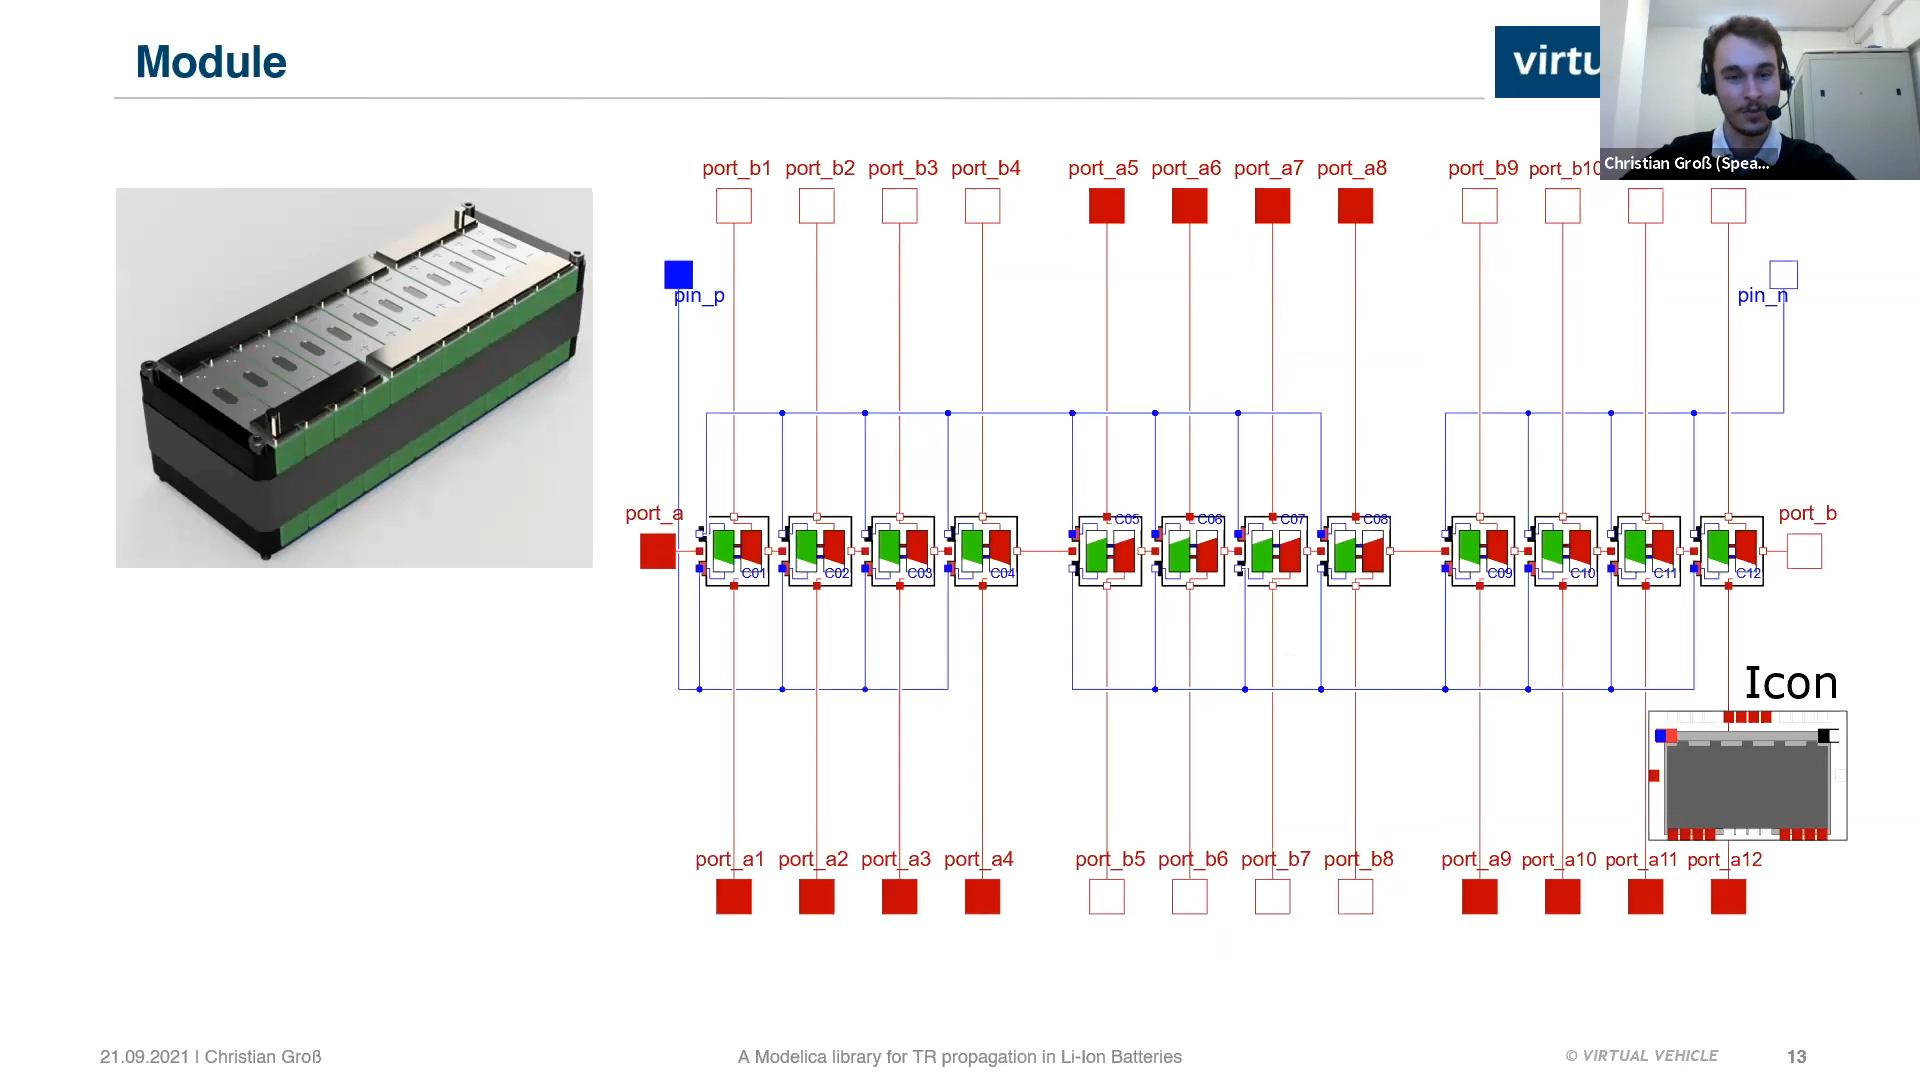 Module
virtu
Christian Groß (Spea...
port_b1 port_b2 port_b3 port_b4 port_a5 port_a6 port_a7 port_a8 port_b9 port_b10
pin_p
pin_n
port_a
port_b
C05 C06 C07 C08
C01 C02 C03 C04 C09 C10 C11 C12
Icon
port_a1 port_a2 port_a3 port_a4 port_b5 port_b6 port_b7 port_b8 port_a9 port_a10 port_a11 port_a12
21.09.2021 | Christian Groß
A Modelica library for TR propagation in Li-Ion Batteries
© VIRTUAL VEHICLE
13